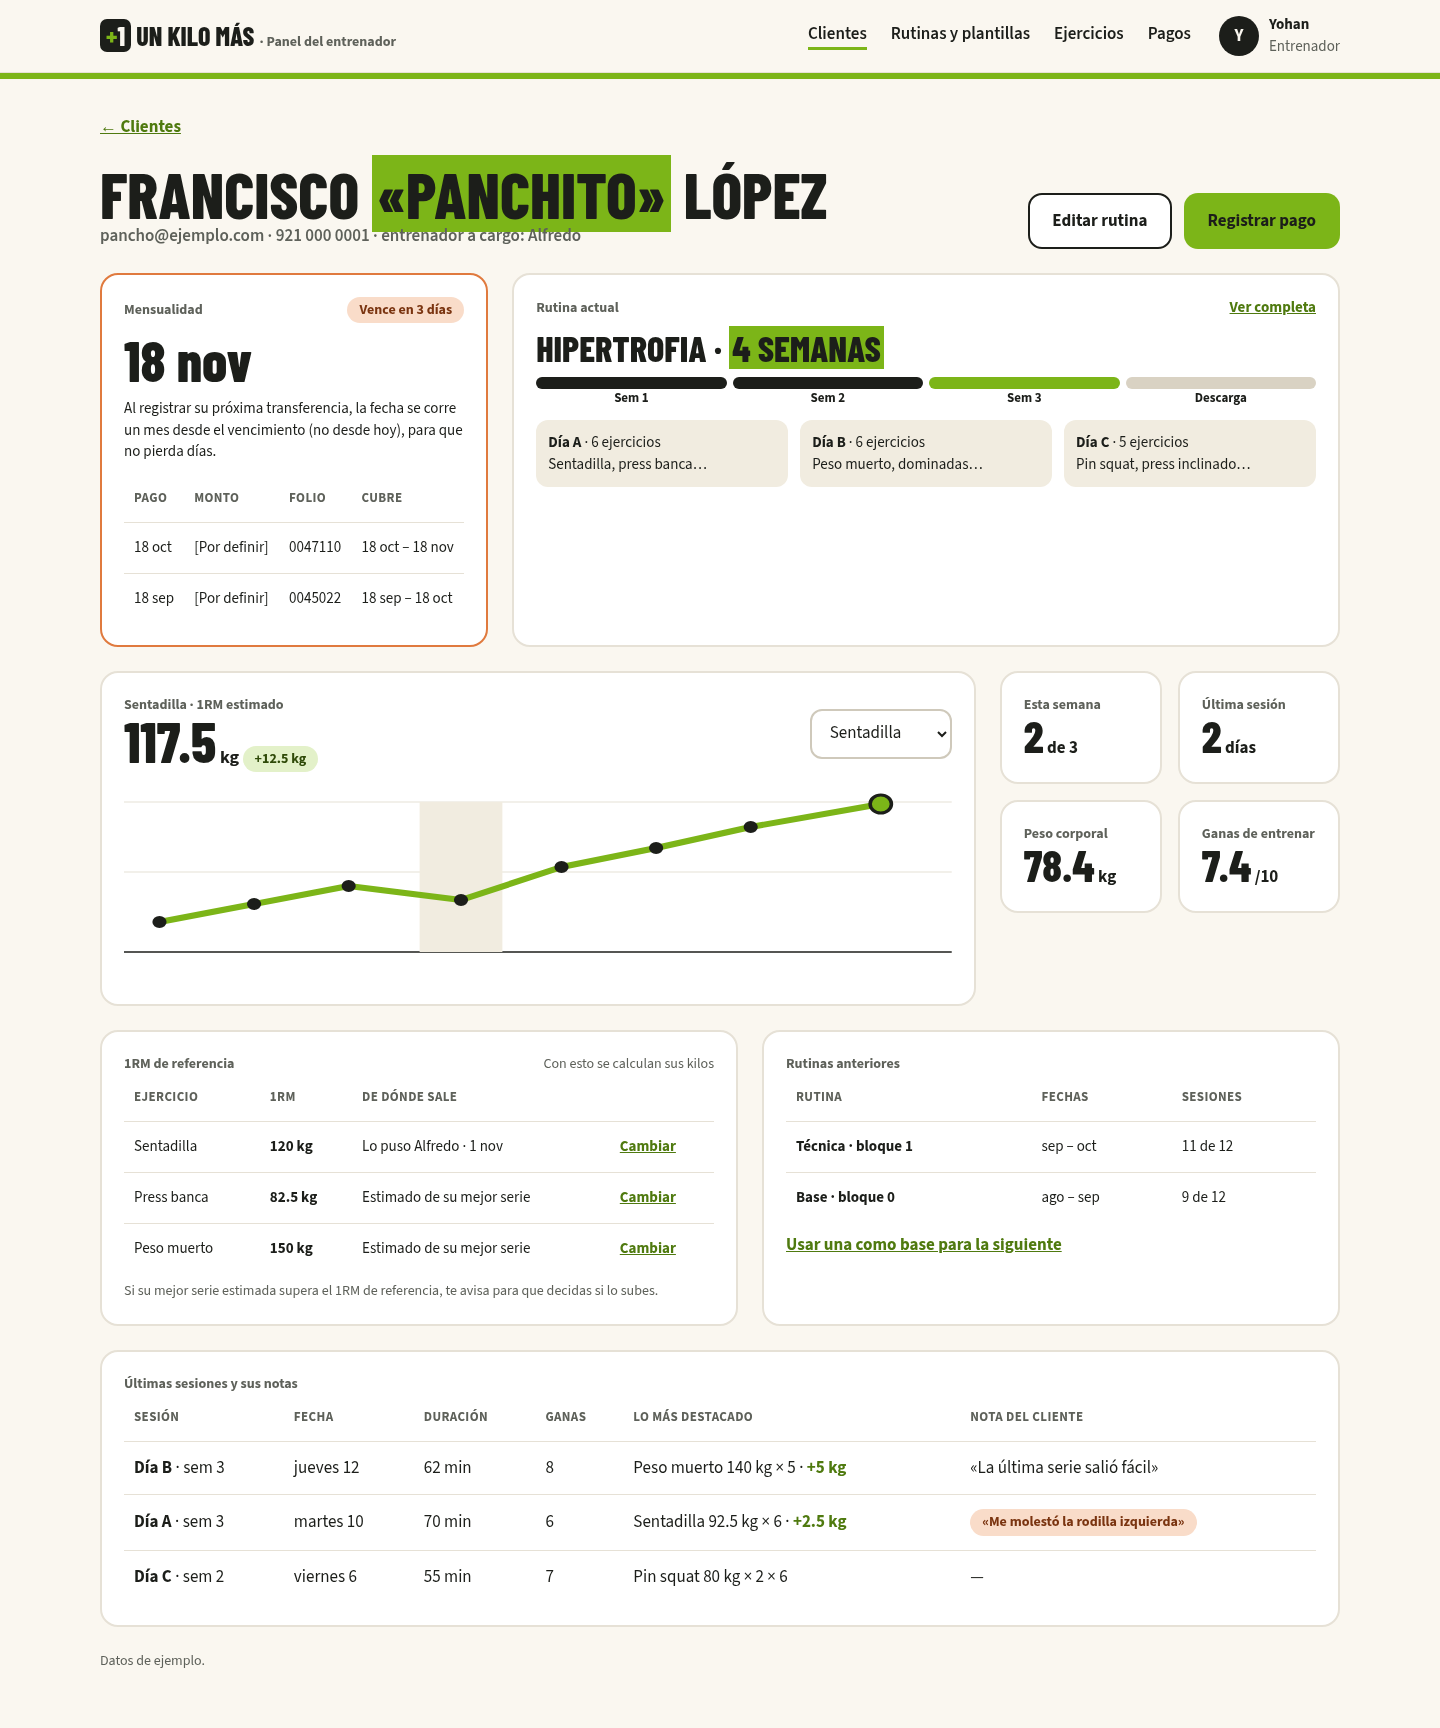 +1 UN KILO MÁS · Panel del entrenador
Clientes Rutinas y plantillas Ejercicios Pagos
Y
Yohan
Entrenador
← Clientes
FRANCISCO «PANCHITO» LÓPEZ
pancho@ejemplo.com · 921 000 0001 · entrenador a cargo: Alfredo
Editar rutina
Registrar pago
Mensualidad
Vence en 3 días
18 nov
Al registrar su próxima transferencia, la fecha se corre
un mes desde el vencimiento (no desde hoy), para que
no pierda días.
PAGO MONTO FOLIO CUBRE
18 oct [Por definir] 0047110 18 oct – 18 nov
18 sep [Por definir] 0045022 18 sep – 18 oct
Rutina actual
Ver completa
HIPERTROFIA · 4 SEMANAS
Sem 1 Sem 2 Sem 3 Descarga
Día A · 6 ejercicios
Sentadilla, press banca…
Día B · 6 ejercicios
Peso muerto, dominadas…
Día C · 5 ejercicios
Pin squat, press inclinado…
Sentadilla · 1RM estimado
117.5 kg +12.5 kg
Sentadilla
Esta semana
2 de 3
Última sesión
2 días
Peso corporal
78.4 kg
Ganas de entrenar
7.4 /10
1RM de referencia
Con esto se calculan sus kilos
EJERCICIO 1RM DE DÓNDE SALE
Sentadilla 120 kg Lo puso Alfredo · 1 nov Cambiar
Press banca 82.5 kg Estimado de su mejor serie Cambiar
Peso muerto 150 kg Estimado de su mejor serie Cambiar
Si su mejor serie estimada supera el 1RM de referencia, te avisa para que decidas si lo subes.
Rutinas anteriores
RUTINA FECHAS SESIONES
Técnica · bloque 1 sep – oct 11 de 12
Base · bloque 0 ago – sep 9 de 12
Usar una como base para la siguiente
Últimas sesiones y sus notas
SESIÓN FECHA DURACIÓN GANAS LO MÁS DESTACADO NOTA DEL CLIENTE
Día B · sem 3 jueves 12 62 min 8 Peso muerto 140 kg × 5 · +5 kg «La última serie salió fácil»
Día A · sem 3 martes 10 70 min 6 Sentadilla 92.5 kg × 6 · +2.5 kg «Me molestó la rodilla izquierda»
Día C · sem 2 viernes 6 55 min 7 Pin squat 80 kg × 2 × 6 —
Datos de ejemplo.